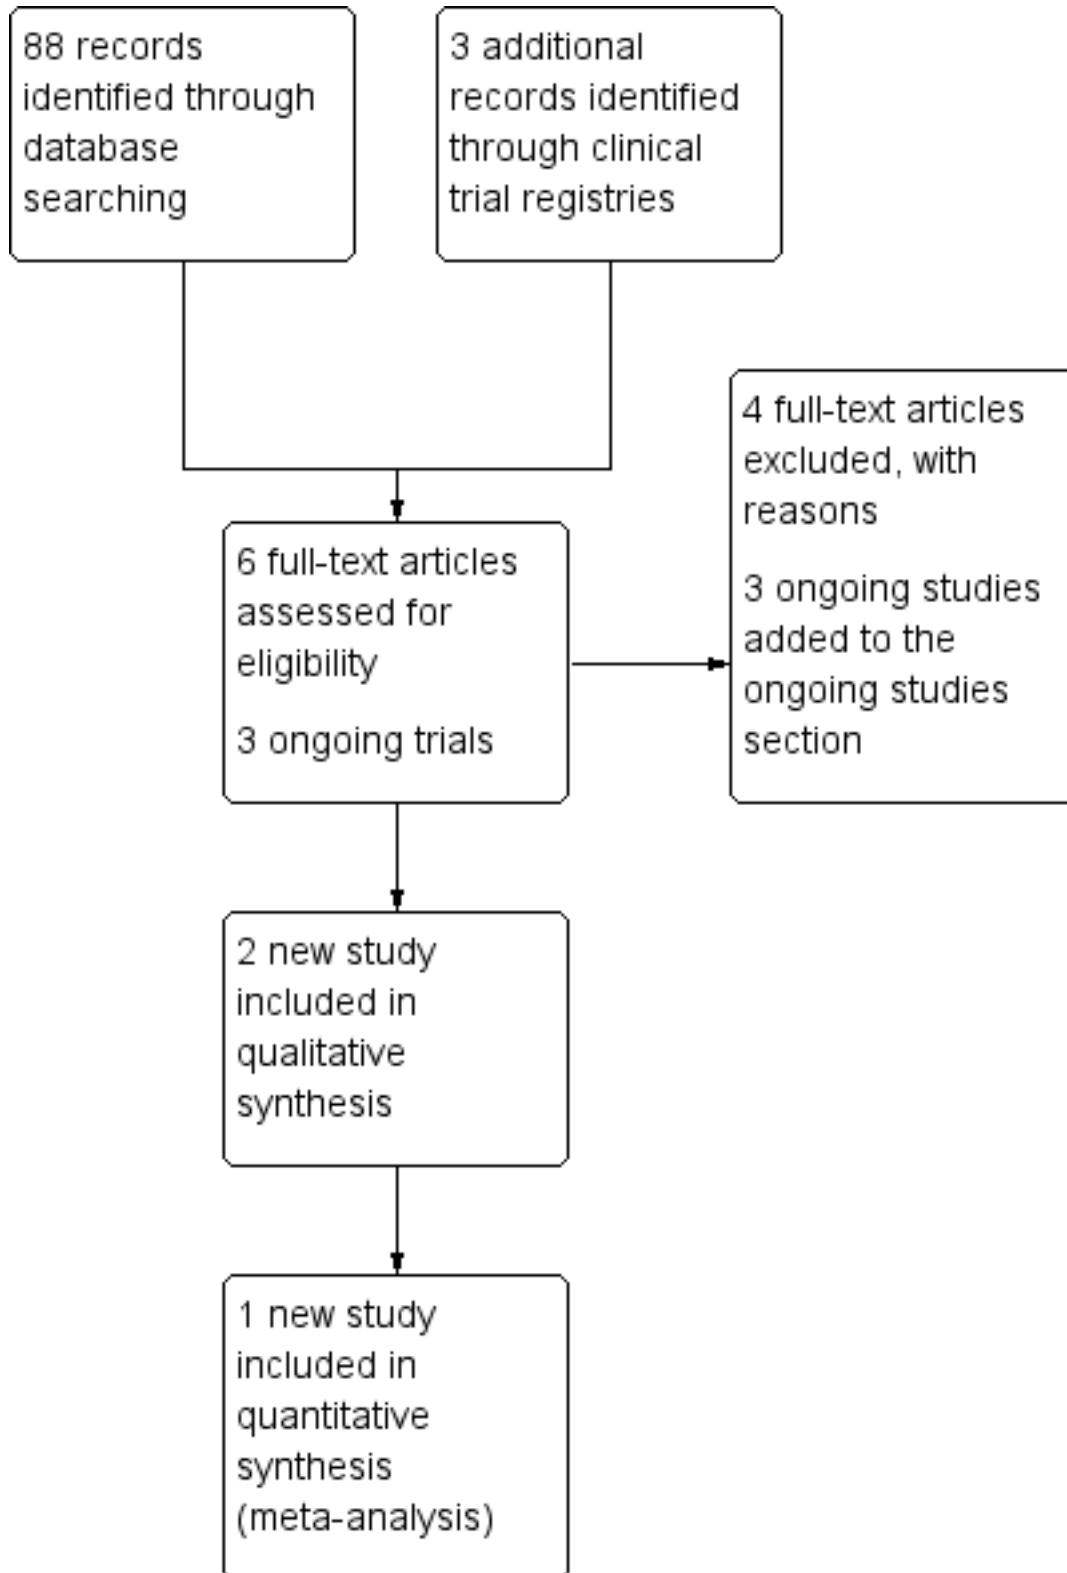 88 records
identified through
database
searching
3 additional
records identified
through clinical
trial registries
4 full-text articles
excluded, with
reasons
3 ongoing studies
added to the
ongoing studies
section
6 full-text articles
assessed for
eligibility
3 ongoing trials
2 new study
included in
qualitative
synthesis
1 new study
included in
quantitative
synthesis
(meta-analysis)